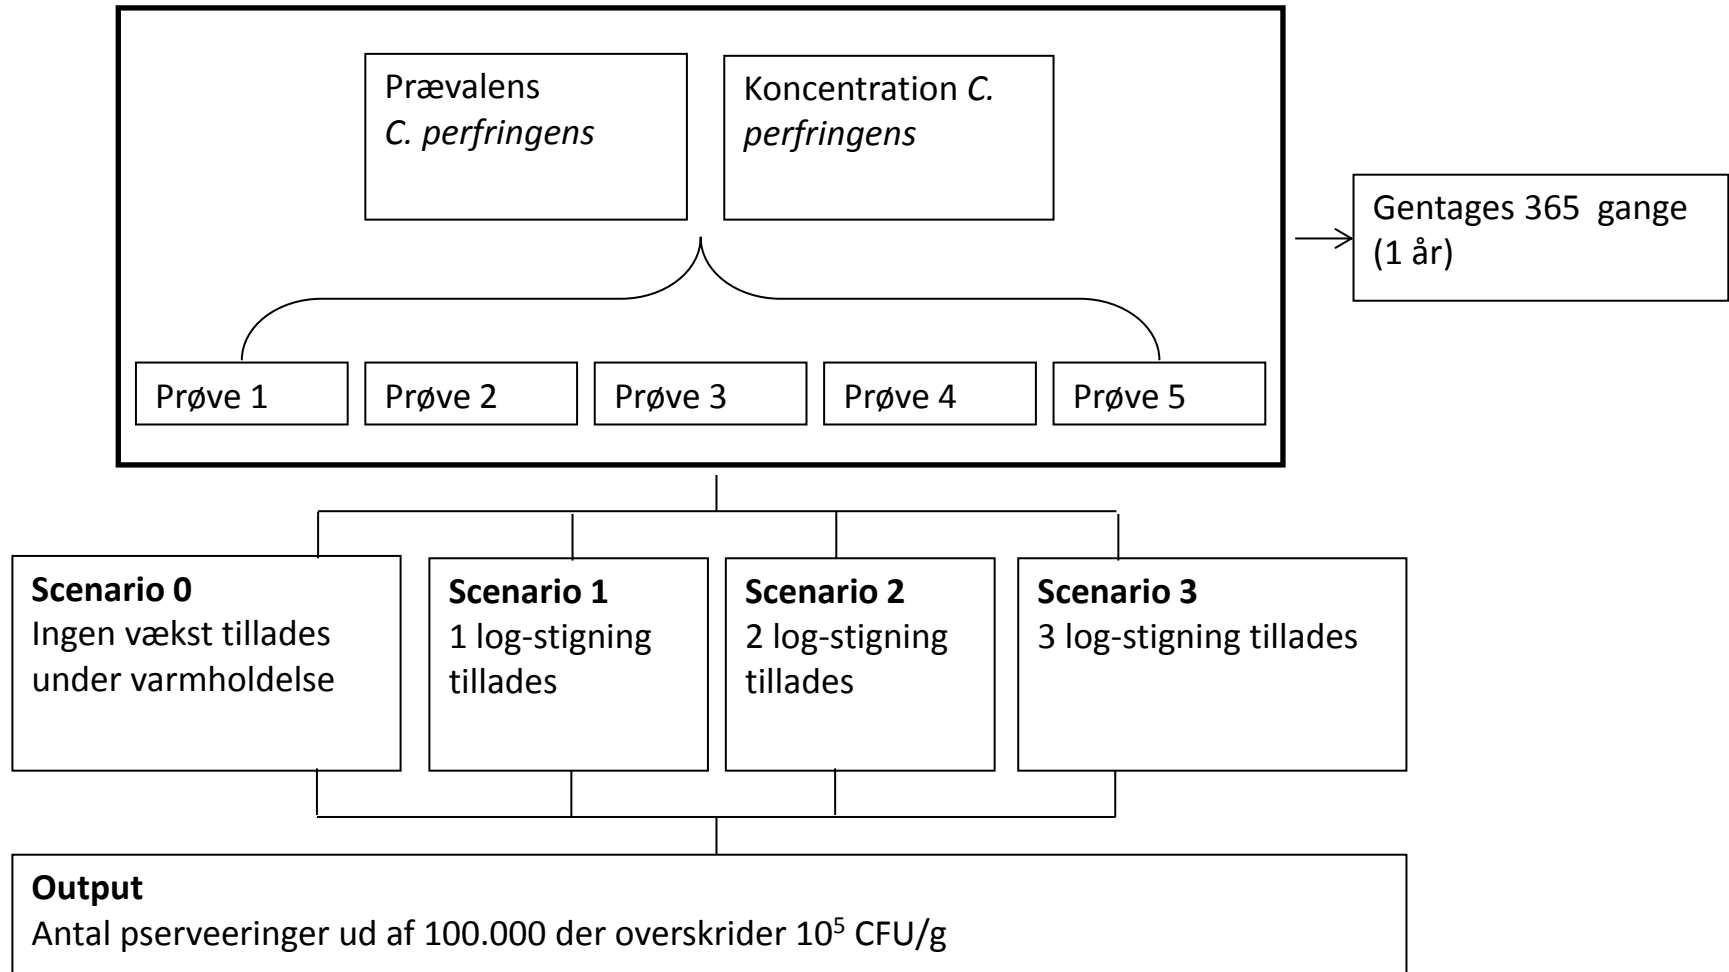 Prævalens
C. perfringens
Koncentration C.
perfringens
Gentages 365 gange
(1 år)
Prøve 1
Prøve 2
Prøve 3
Prøve 4
Prøve 5
Scenario 0
Ingen vækst tillades
under varmholdelse
Scenario 1
1 log-stigning
tillades
Scenario 2
2 log-stigning
tillades
Scenario 3
3 log-stigning tillades
Output
Antal pserveeringer ud af 100.000 der overskrider 10⁵ CFU/g